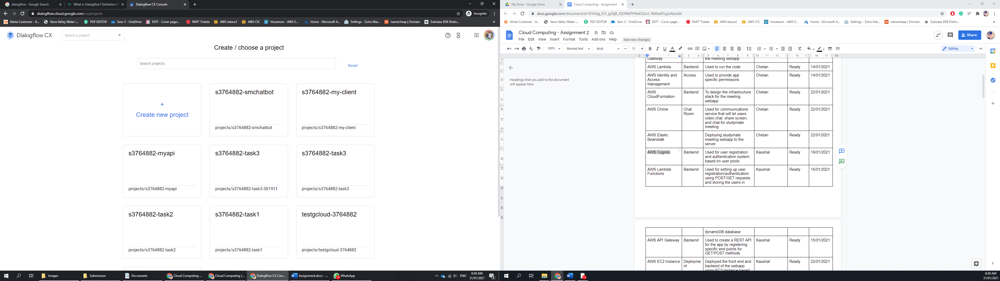 dialogflow - Google Search
What is Dialogflow? Definition fr
Dialogflow CX Console
dialogflow.cloud.google.com/cx/projects
Incognito
Alinta Customer - A...
Yarra Valley Water :...
PDF EDITOR
Sem 3 - OneDrive
EDIT - Cover page...
RMIT Tickets
AWS educa1
AWS CIC
Vocareum - AWS E...
Home - Microsoft A...
Settings - Zoho Mai...
namecheap | Domain
Subclass 858 Distin...
Dialogflow CX
Select a project
Create / choose a project
Search projects
Reset
+
Create new project
s3764882-smchatbot
projects/s3764882-smchatbot
s3764882-my-client
projects/s3764882-my-client
s3764882-myapi
projects/s3764882-myapi
s3764882-task3
projects/s3764882-task3-301911
s3764882-task3
projects/s3764882-task3
s3764882-task2
projects/s3764882-task2
s3764882-task1
projects/s3764882-task1
testgcloud-3764882
projects/testgcloud-3764882
Images
Submission
Documents
Cloud Computing ...
Cloud Computing (...
Dialogflow CX Con...
Assignment.docx - ...
10
WhatsApp
ENG
6:30 AM
31/01/2021
2
My Drive - Google Drive
Cloud Computing - Assignment
Alinta Customer - A...
Yarra Valley Water :...
PDF EDITOR
Sem 3 - OneDrive
EDIT - Cover page...
RMIT Tickets
AWS educa1
AWS CIC
Vocareum - AWS E...
Home - Microsoft A...
Settings - Zoho Mai...
namecheap | Domain
Subclass 858 Distin...
Cloud Computing - Assignment 2
File Edit View Insert Format Tools Add-ons Help
See new changes
Share
100%
Normal text
Arial
11
Editing
Headings that you add to the document
will appear here.
Gateway
the meeting webapp
AWS Lambda
Backend
Used to run the code
Chetan
Ready
14/01/2021
AWS Identity and
Access
Management
Access
Used to provide app
specific permissions
Chetan
Ready
14/01/2021
AWS
CloudFormation
Backend
To design the infrastructure
stack for the meeting
webapp
Chetan
Ready
22/01/2021
AWS Chime
Chat
Room
Used for communications
service that will let users
video chat, share screen,
and chat.for studymate
meeting.
Chetan
Ready
22/01/2021
AWS Elastic
Beanstalk
Deploying studymate
meeting webapp to the
server
Chetan
Ready
22/01/2021
AWS Cognito
Backend
Used for user registration
and authentication system
based on user pools
Kaushal
Ready
19/01/2021
AWS Lambda
Functions
Backend
Used for setting up user
registration/authentication
using POST/GET requests
and storing the users in
Kaushal
Ready
15/01/2021
dynamoDB database
AWS API Gateway
Backend
Used to create a REST API
for the app by registering
specific end points for
GET/POST methods
Kaushal
Ready
15/01/2021
AWS EC2 Instance
Deployme
nt
Deployed the front end and
backend of the webapp
using EC2 Instance based
Kaushal
Ready
22/01/2021
10
6:30 AM
31/01/2021